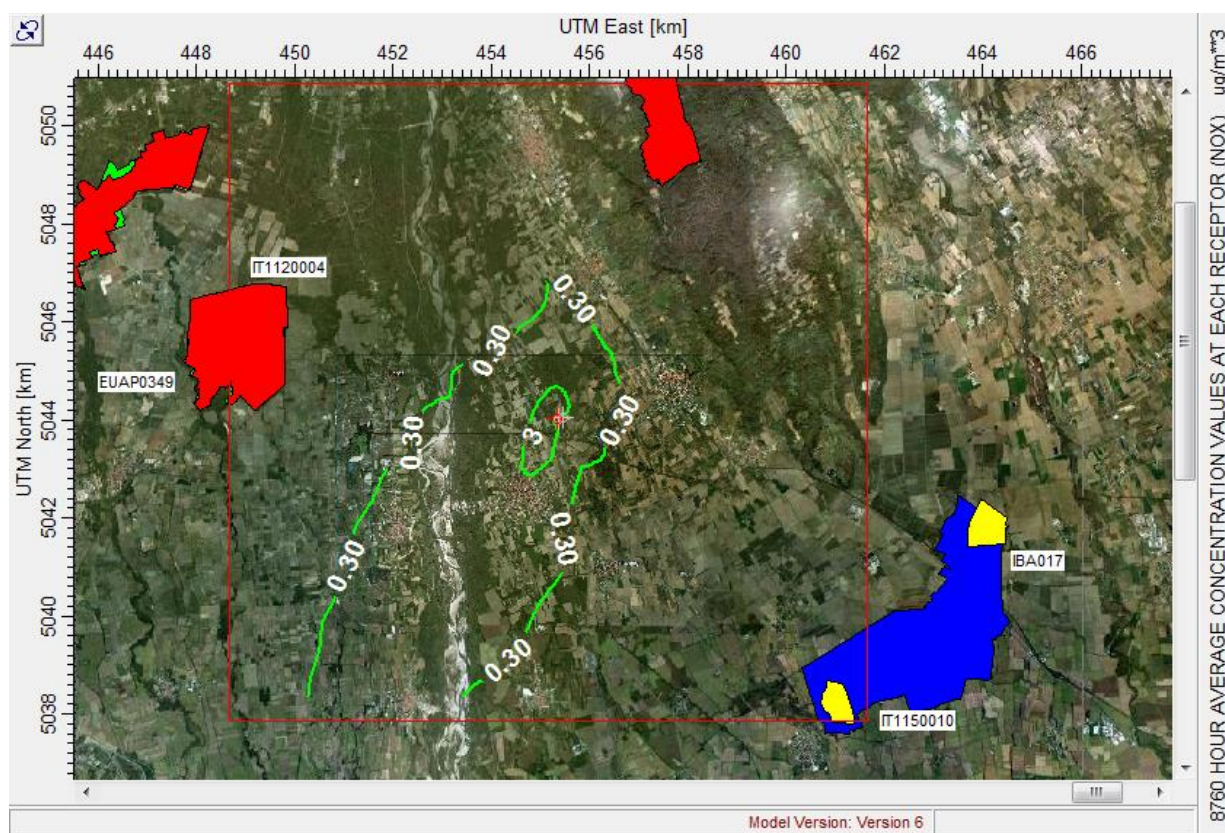 UTM East [km]
446 448 450 452 454 456 458 460 462 464 466
UTM North [km]
5050
5048
5046
5044
5042
5040
5038
IT1120004
EUAP0349
0.30
0.30
0.30
0.30
0.30
3
0.30
0.30
0.30
0.30
IBA017
IT1150010
8760 HOUR AVERAGE CONCENTRATION VALUES AT EACH RECEPTOR (NOX) ug/m**3
Model Version: Version 6